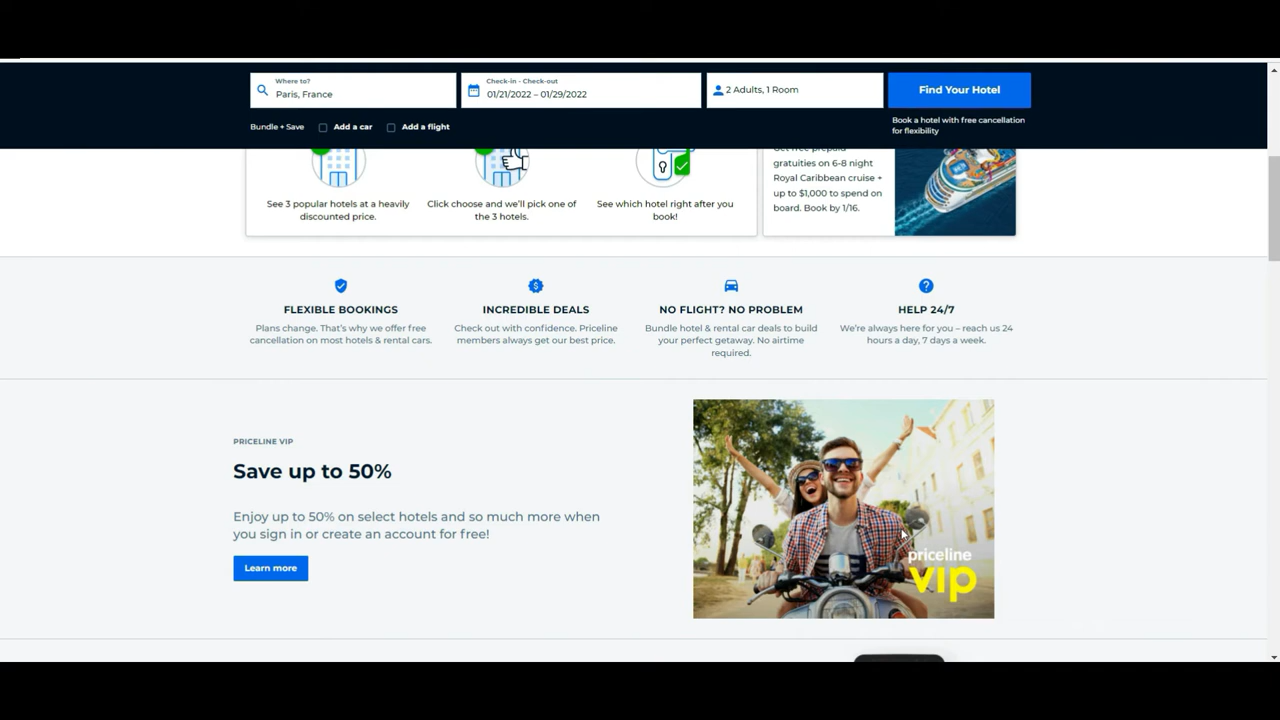 Where to?
Paris, France
Check-in - Check-out
01/21/2022 – 01/29/2022
2 Adults, 1 Room
Find Your Hotel
Bundle + Save
Add a car
Add a flight
Book a hotel with free cancellation
for flexibility
See 3 popular hotels at a heavily
discounted price.
Click choose and we'll pick one of
the 3 hotels.
See which hotel right after you
book!
Get free prepaid
gratuities on 6-8 night
Royal Caribbean cruise +
up to $1,000 to spend on
board. Book by 1/16.
FLEXIBLE BOOKINGS
Plans change. That's why we offer free
cancellation on most hotels & rental cars.
INCREDIBLE DEALS
Check out with confidence. Priceline
members always get our best price.
NO FLIGHT? NO PROBLEM
Bundle hotel & rental car deals to build
your perfect getaway. No airtime
required.
HELP 24/7
We're always here for you – reach us 24
hours a day, 7 days a week.
PRICELINE VIP
Save up to 50%
Enjoy up to 50% on select hotels and so much more when
you sign in or create an account for free!
Learn more
priceline
vip